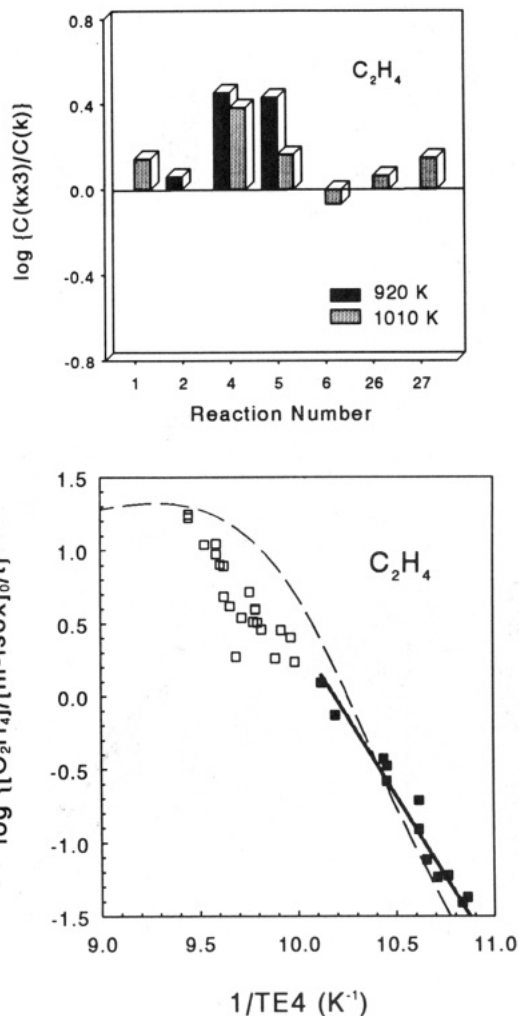 0.8
0.4
0.0
-0.4
-0.8
log {C(kx3)/C(k)}
C₂H₄
920 K
1010 K
1 2 4 5 6 26 27
Reaction Number
1.5
1.0
0.5
0.0
-0.5
-1.0
-1.5
C₂H₄
9.0 9.5 10.0 10.5 11.0
1/TE4 (K⁻¹)